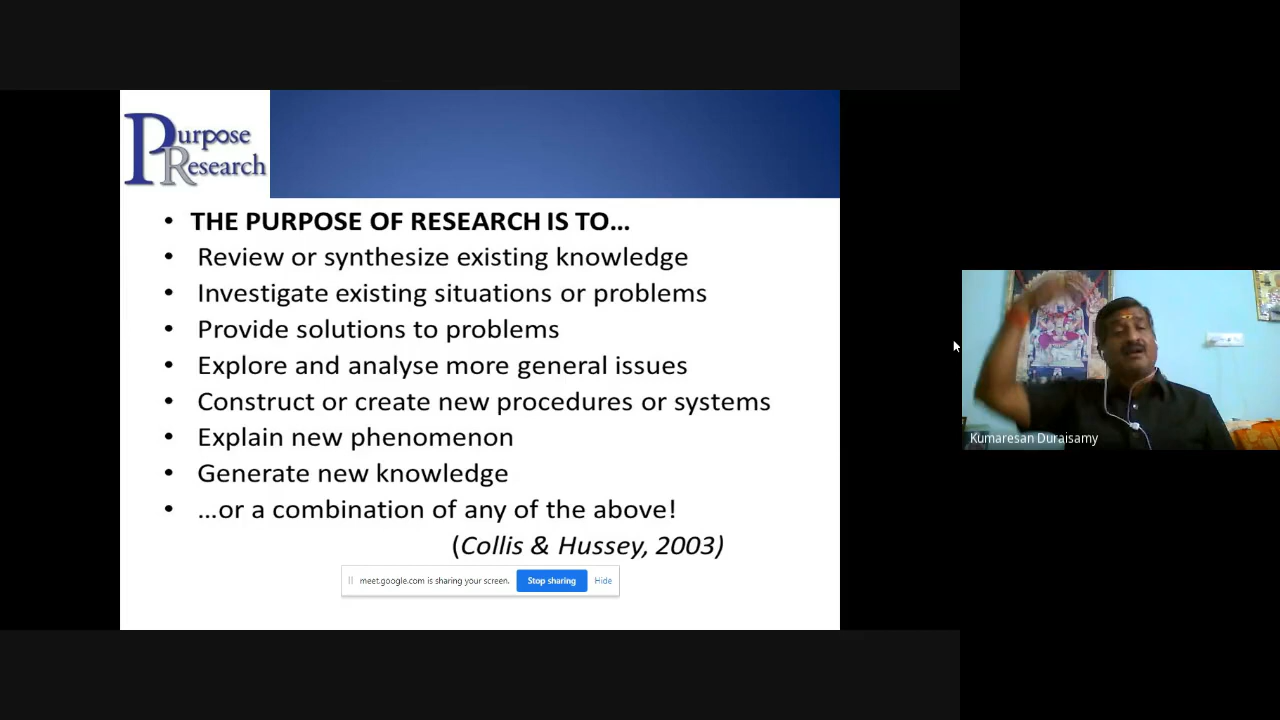 Purpose
Research
• THE PURPOSE OF RESEARCH IS TO...
• Review or synthesize existing knowledge
• Investigate existing situations or problems
• Provide solutions to problems
• Explore and analyse more general issues
• Construct or create new procedures or systems
• Explain new phenomenon
• Generate new knowledge
• ...or a combination of any of the above!
(Collis & Hussey, 2003)
meet.google.com is sharing your screen. Stop sharing Hide
Kumaresan Duraisamy